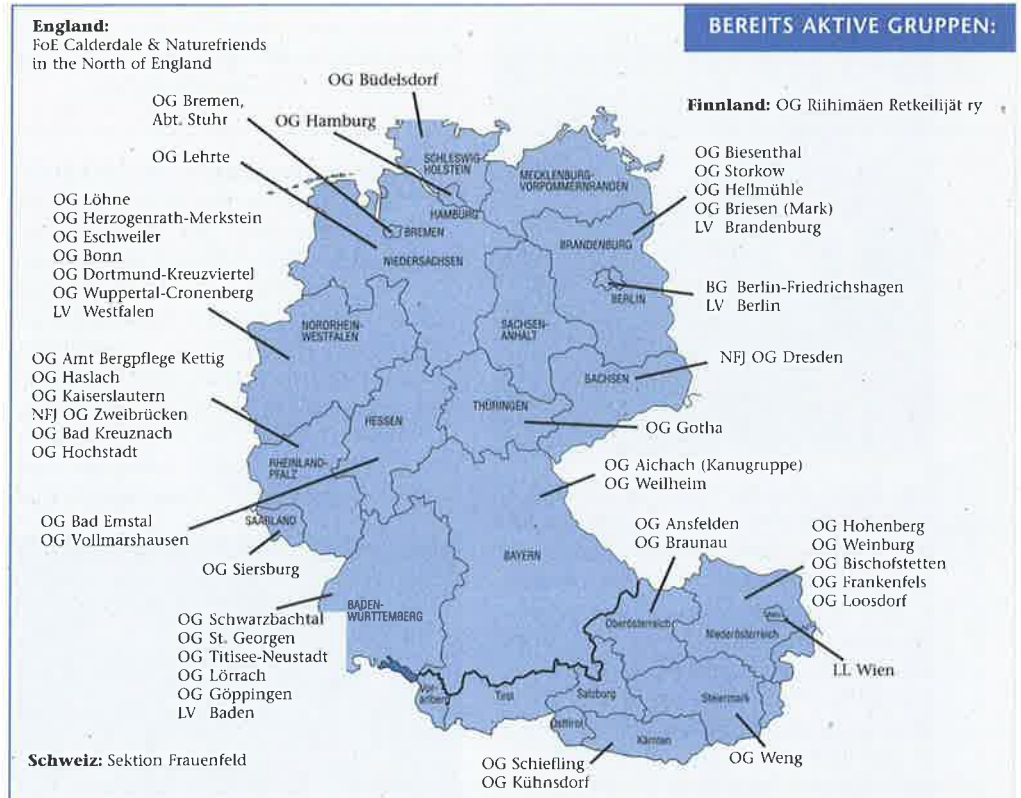 England:
FoE Calderdale & Naturefriends
in the North of England
BEREITS AKTIVE GRUPPEN:
Finnland: OG Riihimäen Retkeilijät ry
OG Büdelsdorf
OG Bremen,
Abt. Stuhr
OG Hamburg
OG Lehrte
OG Löhne
OG Herzogenrath-Merkstein
OG Eschweiler
OG Bonn
OG Dortmund-Kreuzviertel
OG Wuppertal-Cronenberg
LV Westfalen
OG Amt Bergpflege Kettig
OG Haslach
OG Kaiserslautern
NFJ OG Zweibrücken
OG Bad Kreuznach
OG Hochstadt
OG Bad Emstal
OG Vollmarshausen
OG Siersburg
OG Schwarzbachtal
OG St. Georgen
OG Titisee-Neustadt
OG Lörrach
OG Göppingen
LV Baden
Schweiz: Sektion Frauenfeld
SCHLESWIG-
HOLSTEIN
MECKLENBURG-
VORPOMMERNRANDEN
HAMBURG
BREMEN
NIEDERSACHSEN
BRANDENBURG
BERLIN
SACHSEN-
ANHALT
NORDRHEIN-
WESTFALEN
SACHSEN
THÜRINGEN
HESSEN
RHEINLAND-
PFALZ
SAARLAND
BAYERN
BADEN-
WÜRTTEMBERG
Oberösterreich
Niederösterreich
Vor-
arlberg
Tirol
Salzburg
Steiermark
Osttirol
Kärnten
OG Biesenthal
OG Storkow
OG Hellmühle
OG Briesen (Mark)
LV Brandenburg
BG Berlin-Friedrichshagen
LV Berlin
NFJ OG Dresden
OG Gotha
OG Aichach (Kanugruppe)
OG Weilheim
OG Ansfelden
OG Braunau
OG Hohenberg
OG Weinburg
OG Bischofstetten
OG Frankenfels
OG Loosdorf
LL Wien
OG Weng
OG Schiefling
OG Kühnsdorf